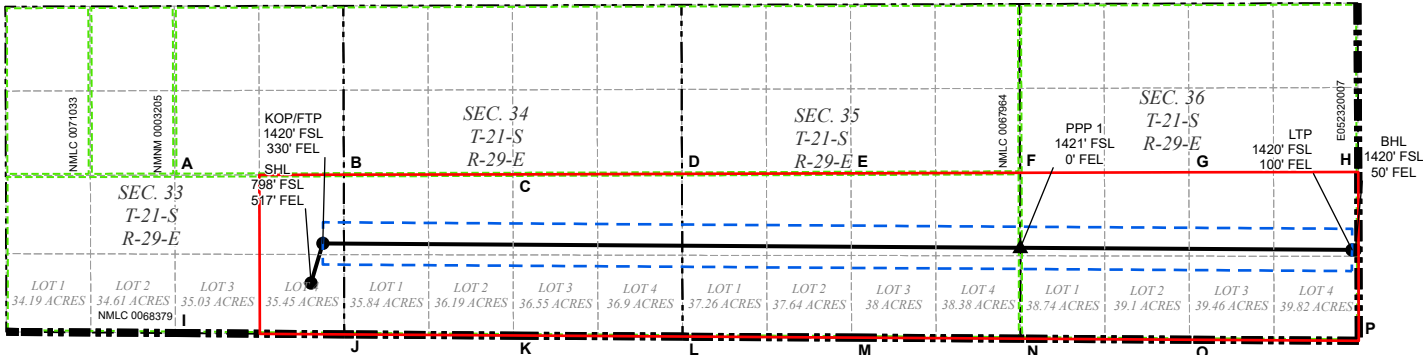 NMLC 0071033
NMNM 0003205
KOP/FTP
1420' FSL
330' FEL
SEC. 34
T-21-S
R-29-E
SEC. 35
T-21-S
R-29-E
NMLC 0067964
PPP 1
1421' FSL
0' FEL
SEC. 36
T-21-S
R-29-E
LTP
1420' FSL
100' FEL
E052320007
BHL
1420' FSL
50' FEL
A
B
C
D
E
F
G
H
SHL
798' FSL
517' FEL
SEC. 33
T-21-S
R-29-E
LOT 1
34.19 ACRES
LOT 2
34.61 ACRES
NMLC 0068379
LOT 3
35.03 ACRES
LOT
35.45 ACRES
LOT 1
35.84 ACRES
LOT 2
36.19 ACRES
LOT 3
36.55 ACRES
LOT 4
36.9 ACRES
LOT 1
37.26 ACRES
LOT 2
37.64 ACRES
LOT 3
38 ACRES
LOT 4
38.38 ACRES
LOT 1
38.74 ACRES
LOT 2
39.1 ACRES
LOT 3
39.46 ACRES
LOT 4
39.82 ACRES
I
J
K
L
M
N
O
P